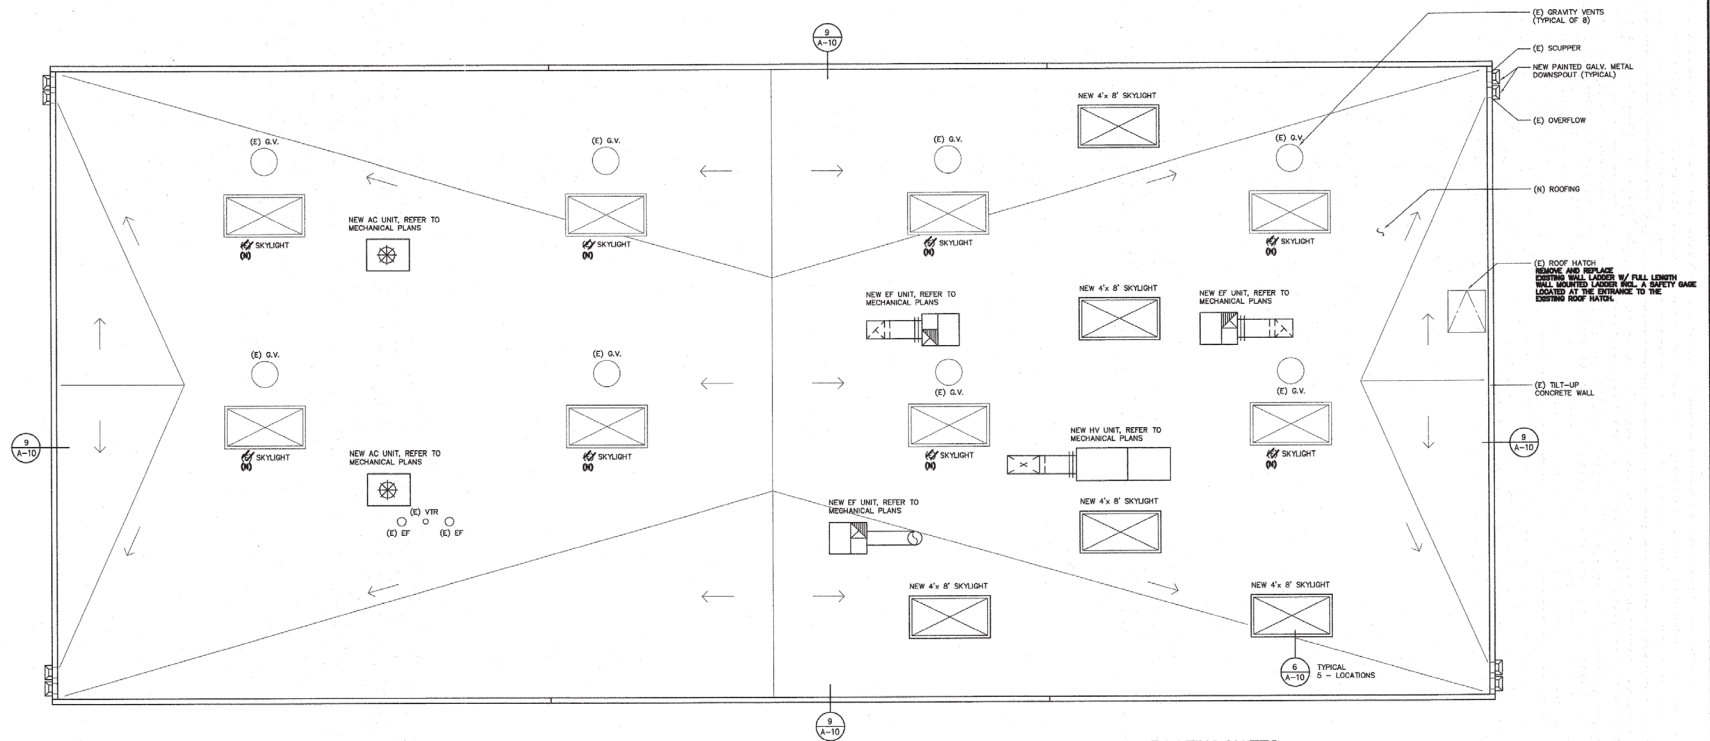 (E) GRAVITY VENTS
(TYPICAL OF 8)
9
A-10
(E) SCUPPER
NEW PAINTED GALV. METAL
DOWNSPOUT (TYPICAL)
NEW 4'x 8' SKYLIGHT
(E) OVERFLOW
(E) G.V.
(E) G.V.
(E) G.V.
(E) G.V.
(N) ROOFING
NEW AC UNIT, REFER TO
MECHANICAL PLANS
SKYLIGHT
(N)
SKYLIGHT
(N)
SKYLIGHT
(N)
SKYLIGHT
(N)
(E) ROOF HATCH
REMOVE AND REPLACE
EXISTING WALL LADDER W/ FULL LENGTH
WALL MOUNTED LADDER INCL. A SAFETY CAGE
LOCATED AT THE ENTRANCE TO THE
EXISTING ROOF HATCH.
NEW EF UNIT, REFER TO
MECHANICAL PLANS
NEW 4'x 8' SKYLIGHT
NEW EF UNIT, REFER TO
MECHANICAL PLANS
(E) G.V.
(E) G.V.
(E) G.V.
(E) G.V.
(E) TILT-UP
CONCRETE WALL
9
A-10
SKYLIGHT
(N)
SKYLIGHT
(N)
SKYLIGHT
(N)
SKYLIGHT
(N)
NEW HV UNIT, REFER TO
MECHANICAL PLANS
9
A-10
NEW AC UNIT, REFER TO
MECHANICAL PLANS
NEW 4'x 8' SKYLIGHT
NEW EF UNIT, REFER TO
MECHANICAL PLANS
(E) VTR
(E) EF
(E) EF
NEW 4'x 8' SKYLIGHT
NEW 4'x 8' SKYLIGHT
6
A-10
TYPICAL
5 - LOCATIONS
9
A-10